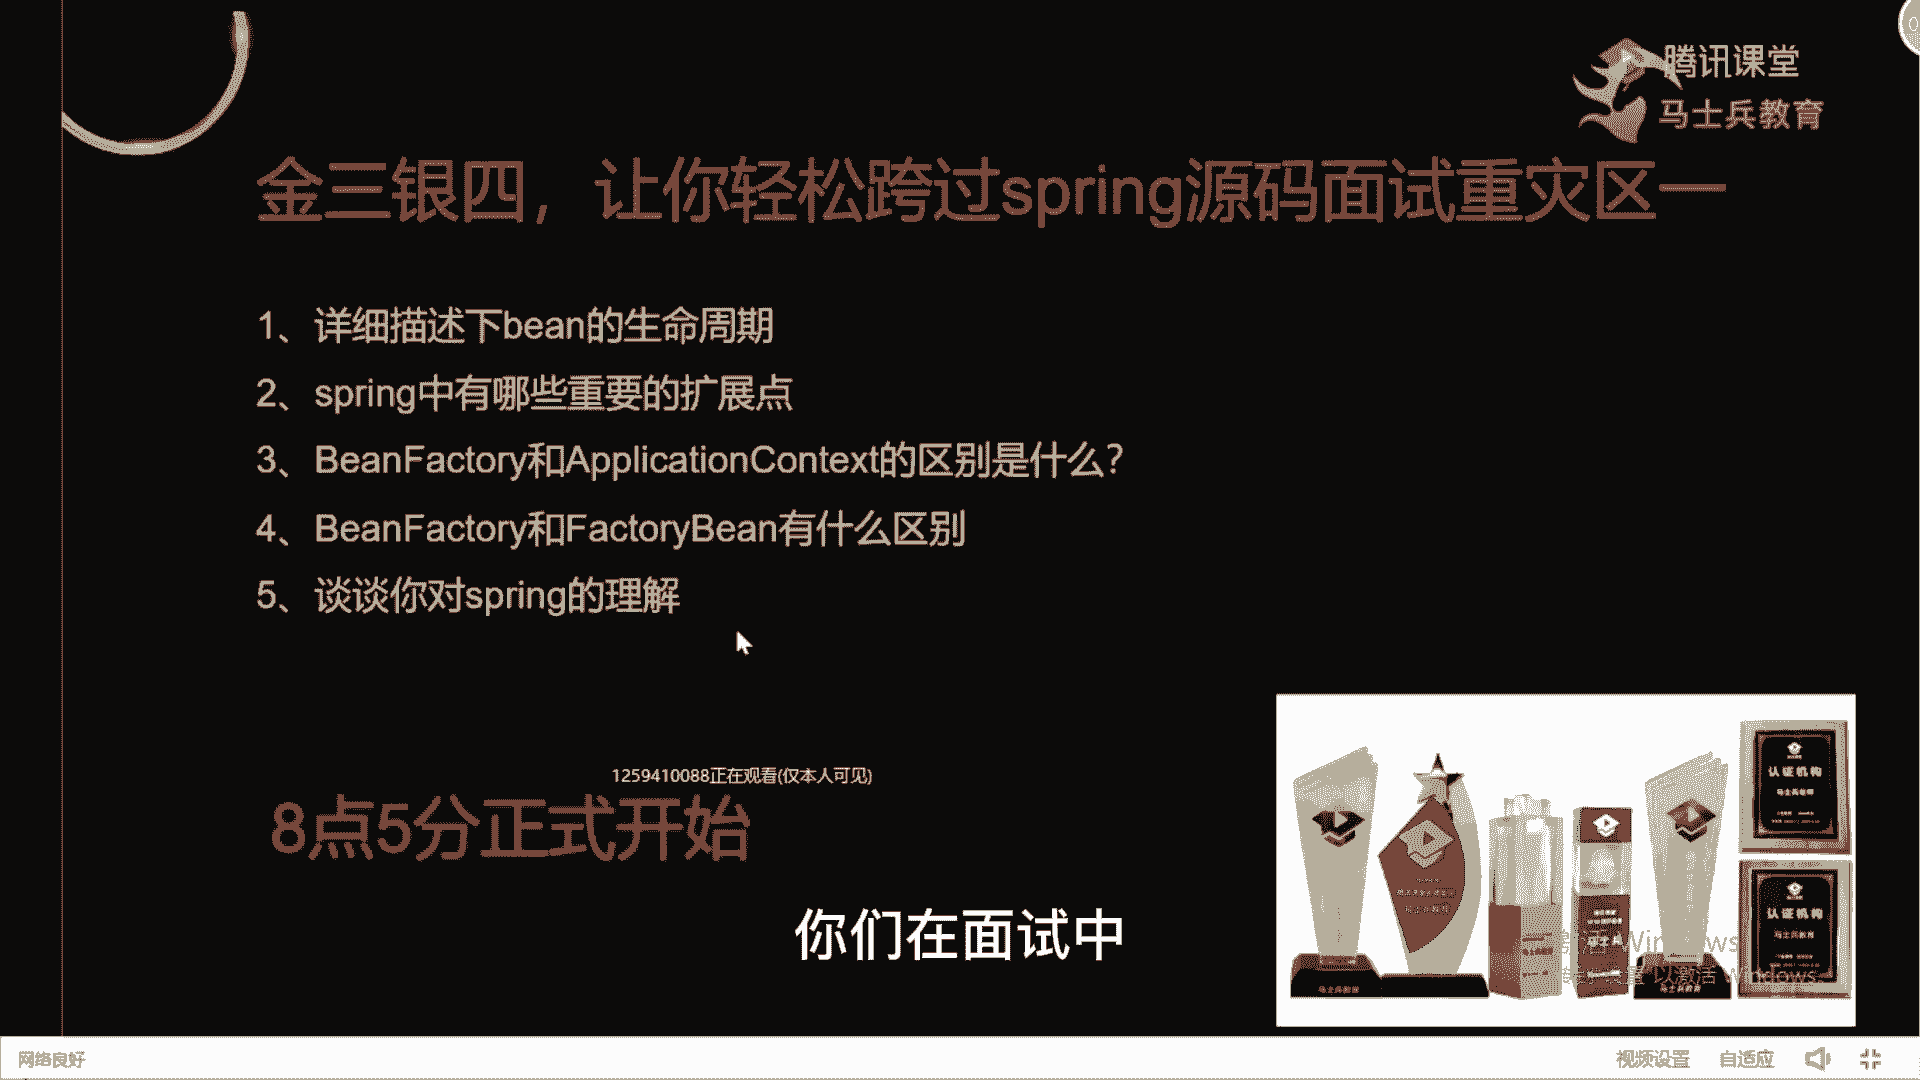 腾讯课堂
马士兵教育
金三银四，让你轻松跨过spring源码面试重灾区一
1、详细描述下bean的生命周期
2、spring中有哪些重要的扩展点
3、BeanFactory和ApplicationContext的区别是什么？
4、BeanFactory和FactoryBean有什么区别
5、谈谈你对spring的理解
1259410088正在观看(仅本人可见)
8点5分正式开始
你们在面试中
认证机构
认证机构
马士兵教育
以激活 Windows
网络良好
视频设置
自适应